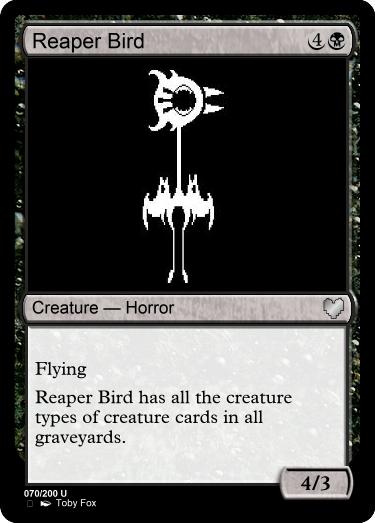 Reaper Bird 4
Creature — Horror
Flying
Reaper Bird has all the creature
types of creature cards in all
graveyards.
4/3
070/200 U
Toby Fox